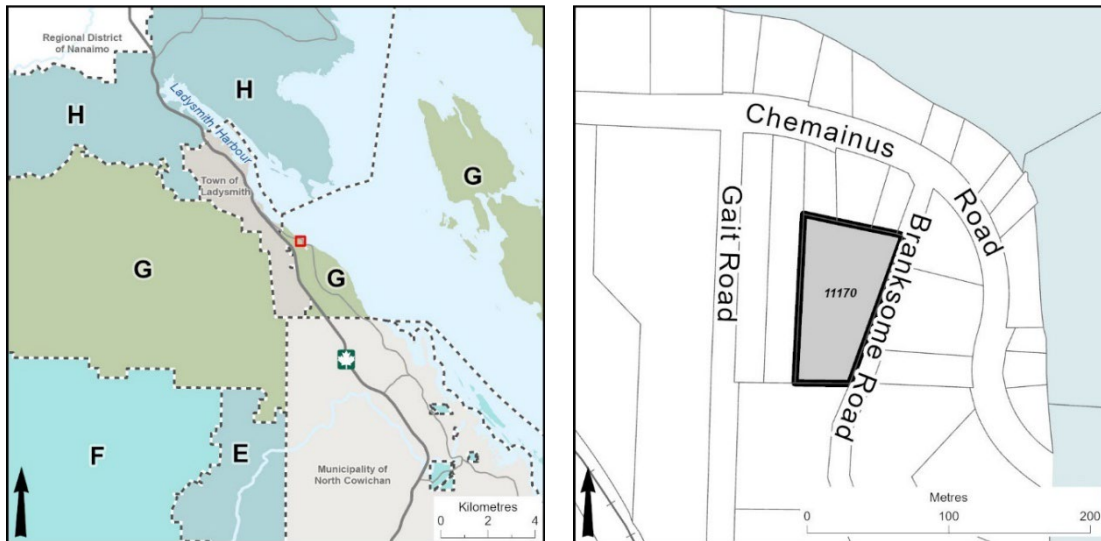 Regional District
of Nanaimo
H
H
Ladysmith Harbour
G
Town of
Ladysmith
G
G
F
E
Municipality of
North Cowichan
Kilometres
0 2 4
Chemainus
Road
Gait Road
Branksome
Road
11170
Metres
0 100 200